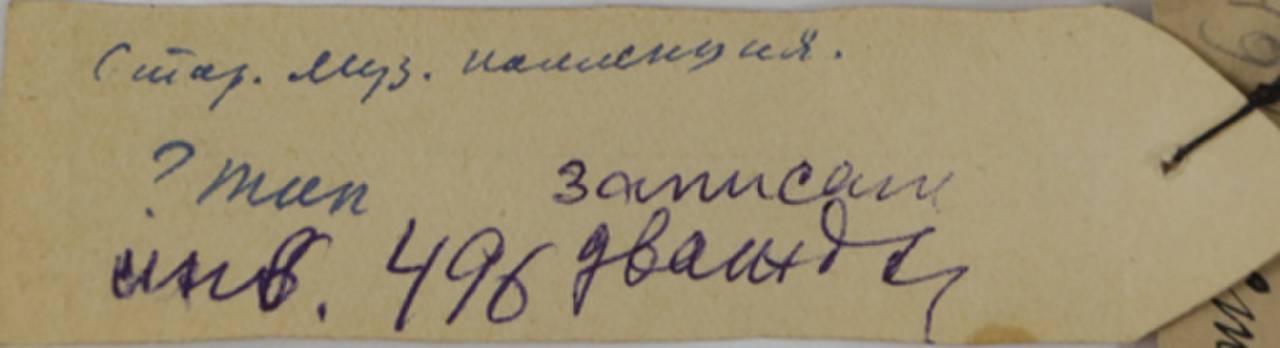 Стар. муз. коллекция.
? тип записан
инв. 496 дважды